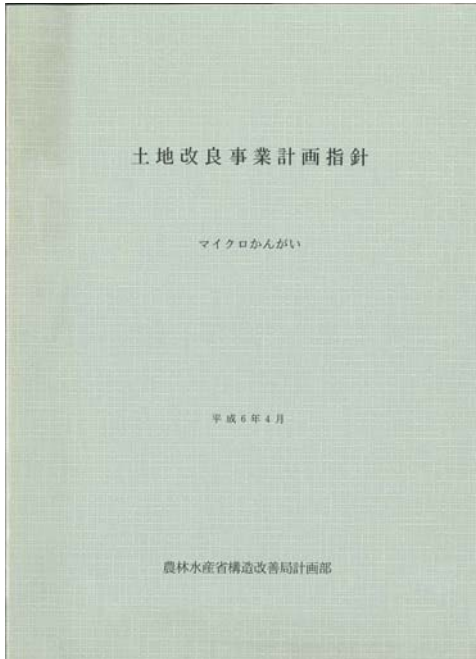 土地改良事業計画指針
マイクロかんがい
平成6年4月
農林水産省構造改善局計画部